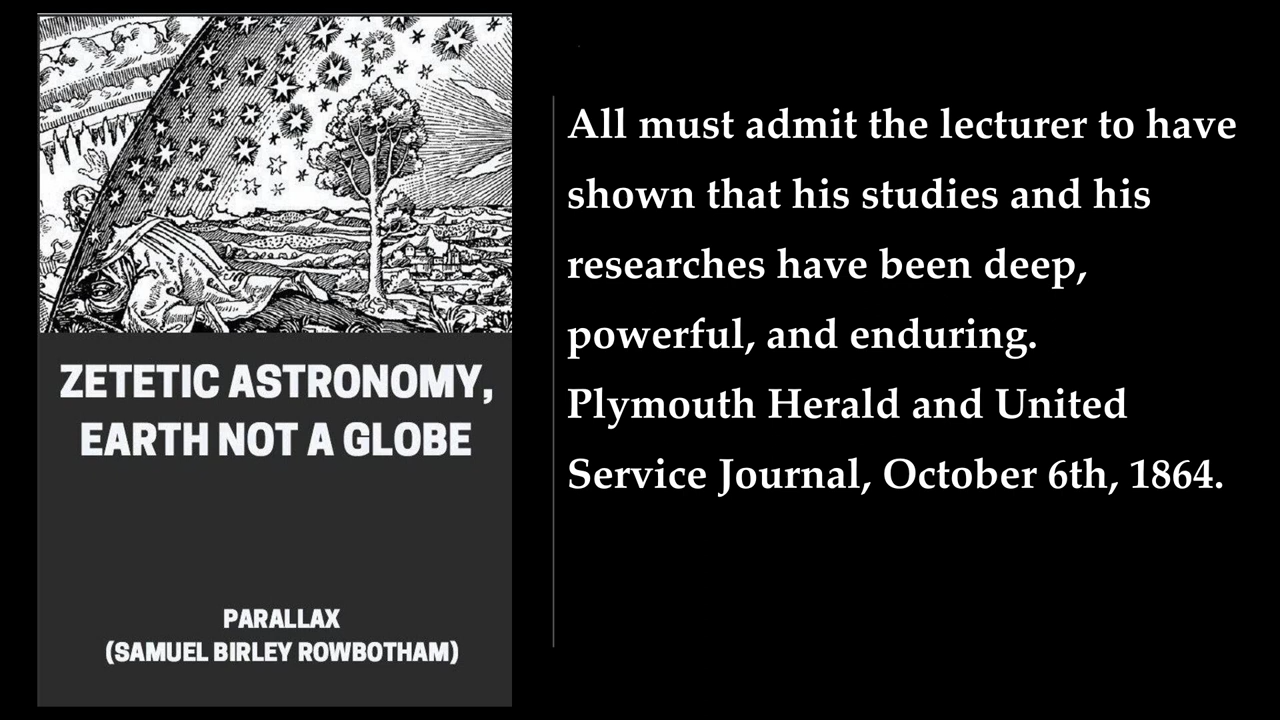 ZETETIC ASTRONOMY,
EARTH NOT A GLOBE
PARALLAX
(SAMUEL BIRLEY ROWBOTHAM)
All must admit the lecturer to have
shown that his studies and his
researches have been deep,
powerful, and enduring.
Plymouth Herald and United
Service Journal, October 6th, 1864.